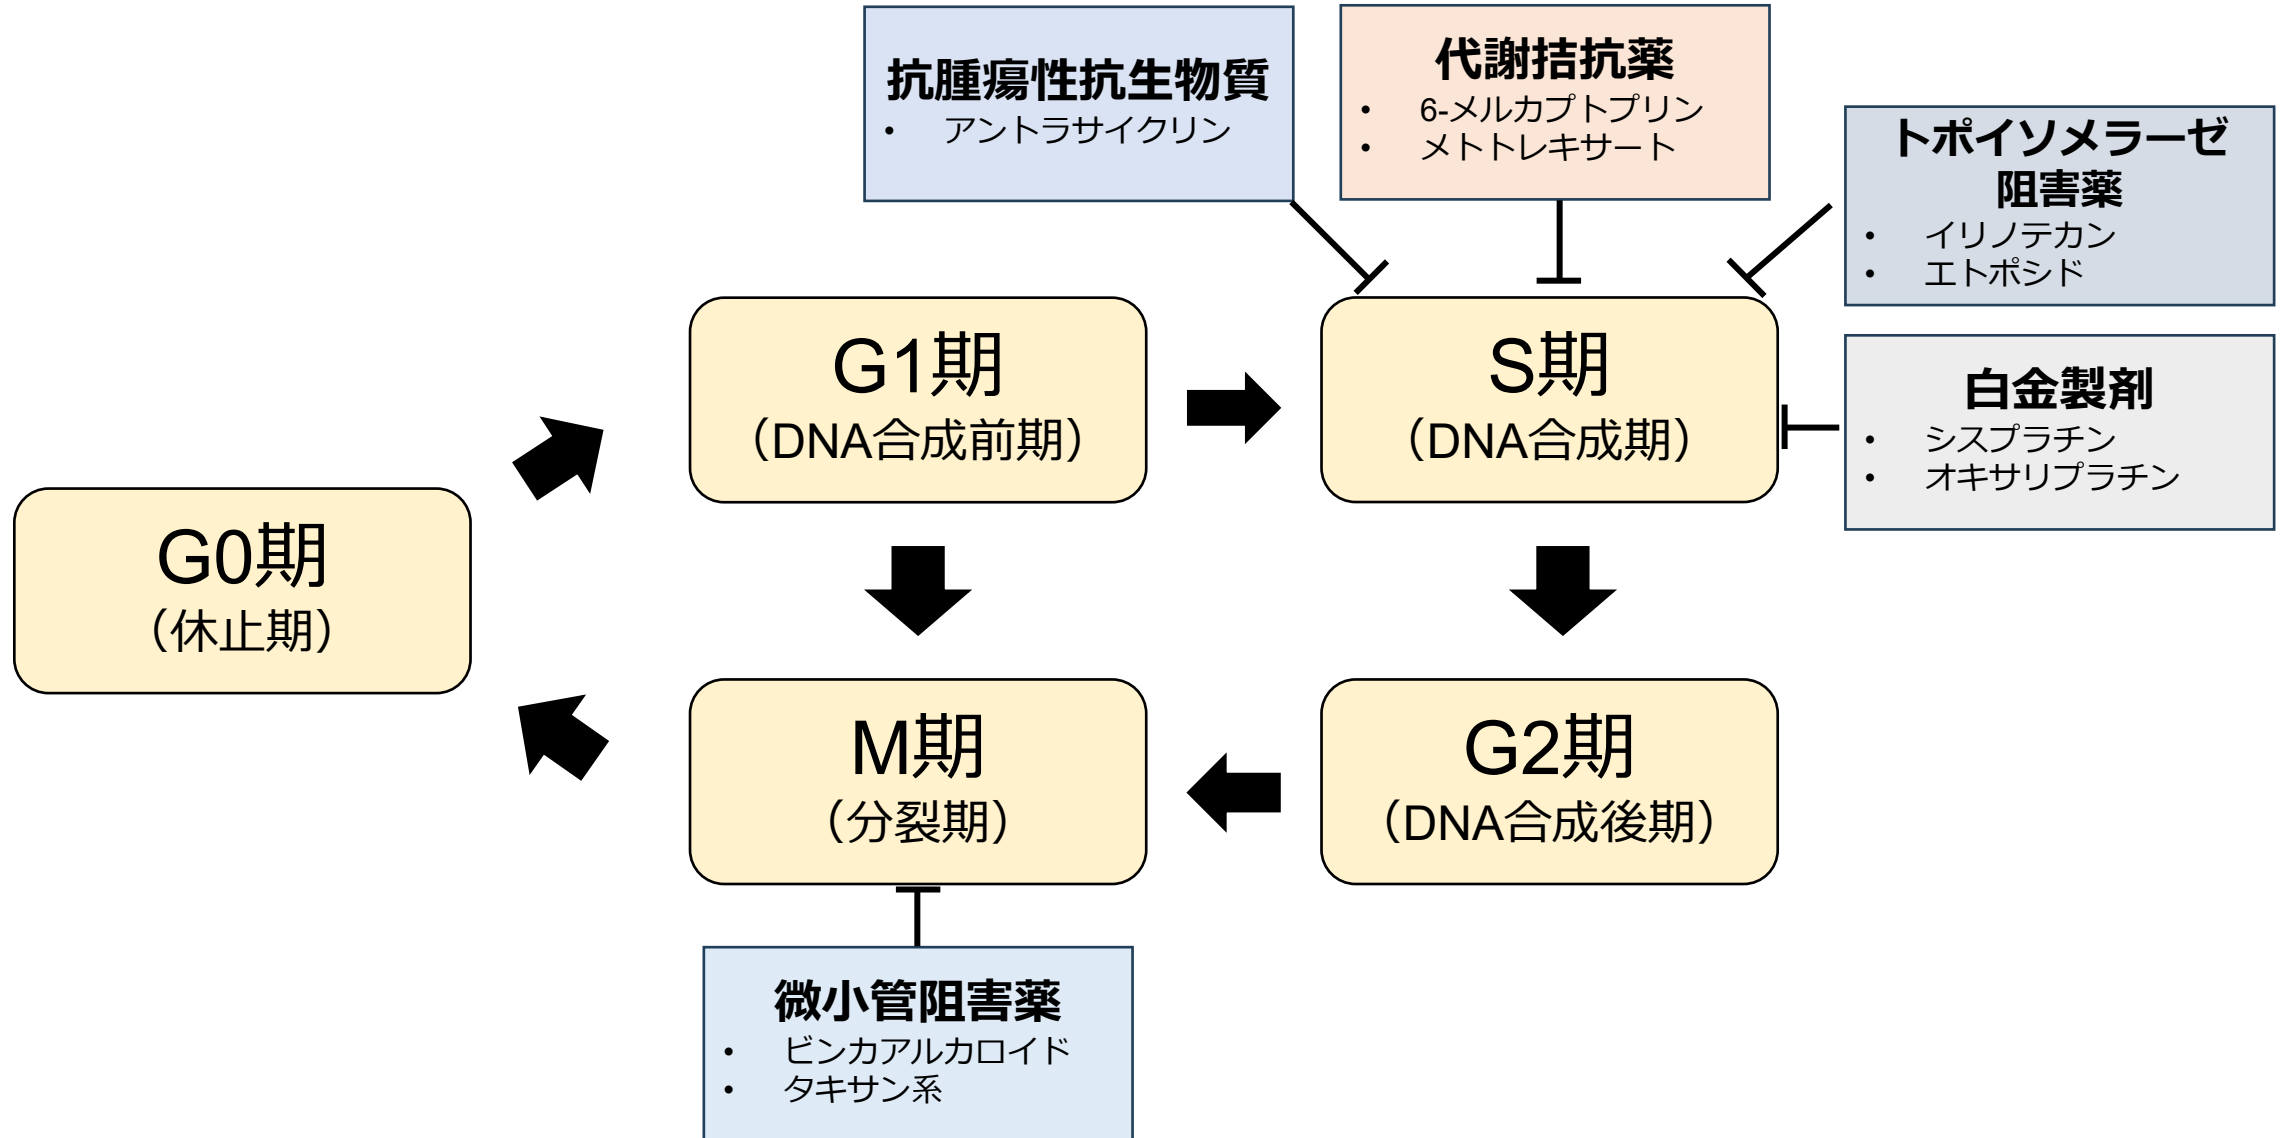 抗腫瘍性抗生物質
• アントラサイクリン
代謝拮抗薬
• 6-メルカプトプリン
• メトトレキサート
トポイソメラーゼ
阻害薬
• イリノテカン
• エトポシド
G1期
（DNA合成前期）
S期
（DNA合成期）
白金製剤
• シスプラチン
• オキサリプラチン
G0期
（休止期）
M期
（分裂期）
G2期
（DNA合成後期）
微小管阻害薬
• ビンカアルカロイド
• タキサン系